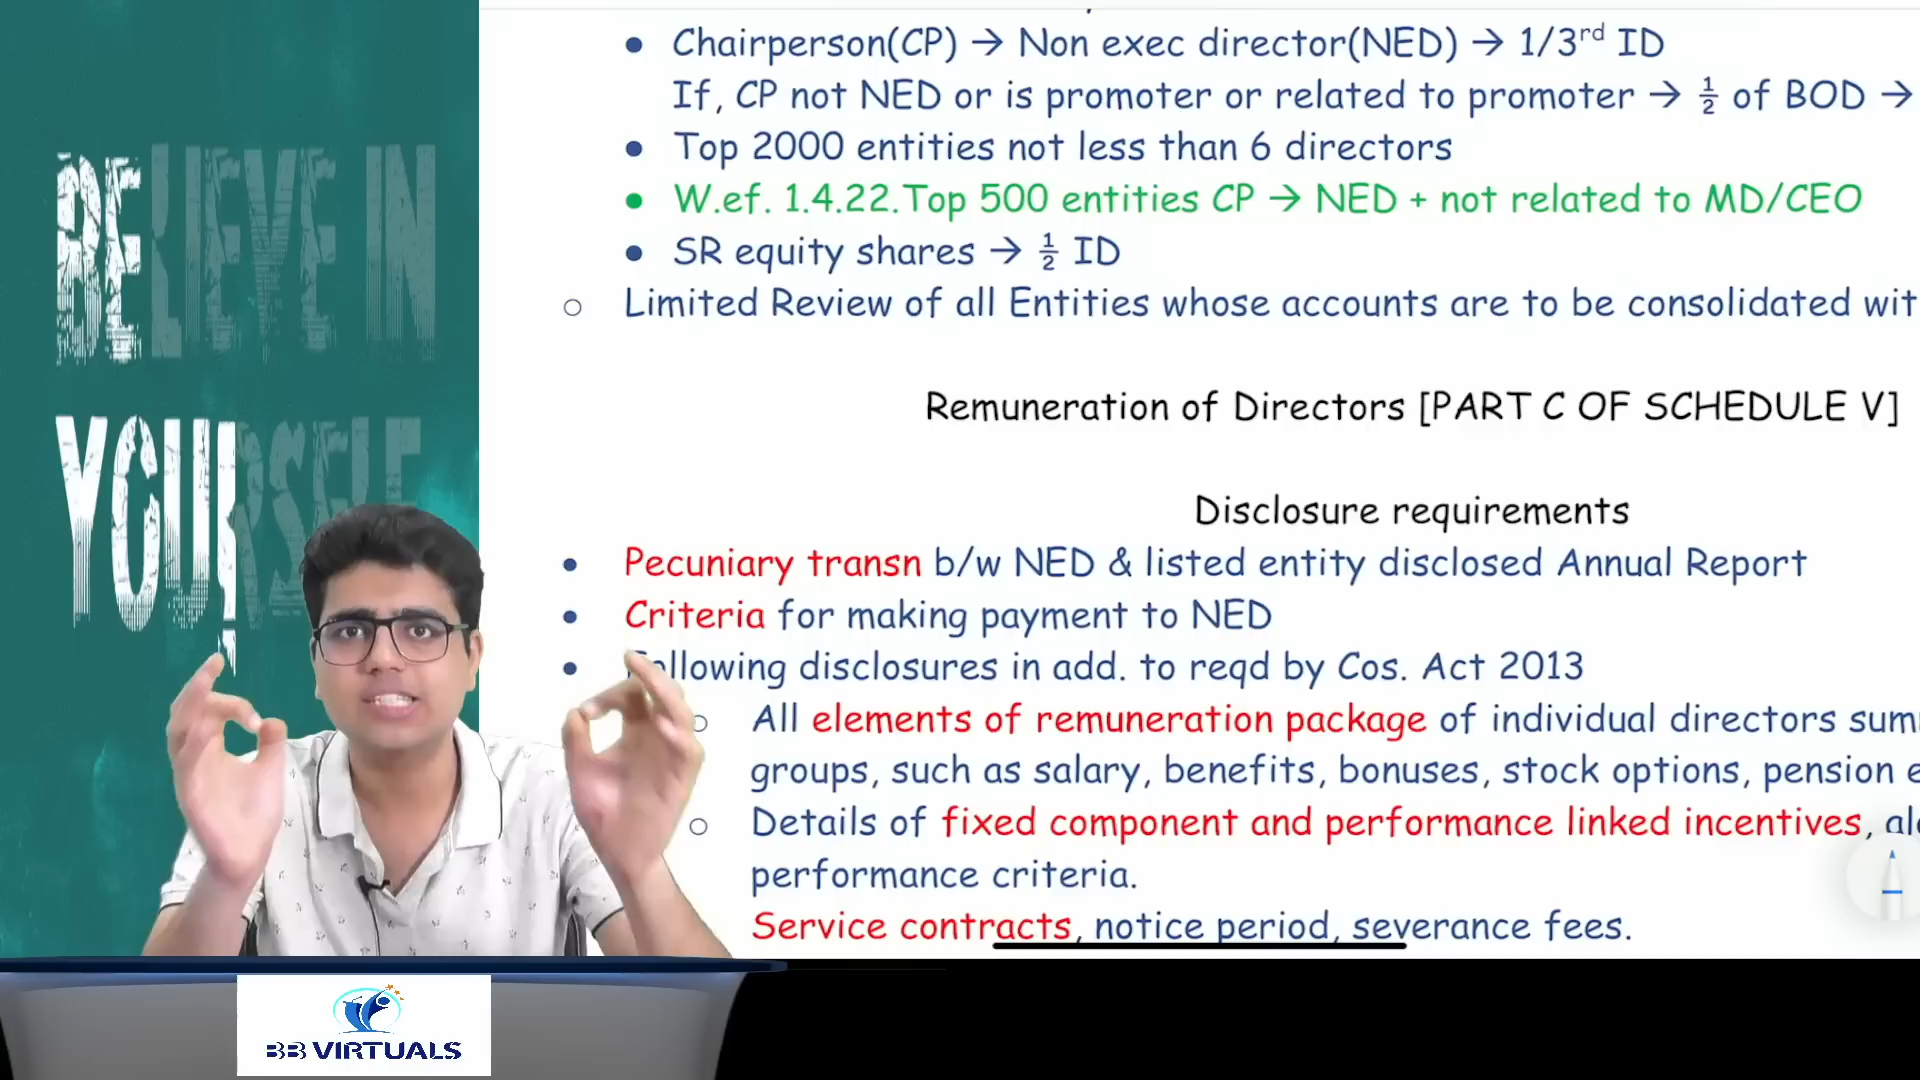 BELIEVE IN
YOURSELF
Chairperson(CP) → Non exec director(NED) → 1/3rd ID
If, CP not NED or is promoter or related to promoter → ½ of BOD →
Top 2000 entities not less than 6 directors
W.ef. 1.4.22.Top 500 entities CP → NED + not related to MD/CEO
SR equity shares → ½ ID
Limited Review of all Entities whose accounts are to be consolidated
Remuneration of Directors [PART C OF SCHEDULE V]
Disclosure requirements
Pecuniary transn b/w NED & listed entity disclosed Annual Report
Criteria for making payment to NED
Following disclosures in add. to reqd by Cos. Act 2013
All elements of remuneration package of individual directors
groups, such as salary, benefits, bonuses, stock options, pension
Details of fixed component and performance linked incentives,
performance criteria.
Service contracts, notice period, severance fees.
BB VIRTUALS